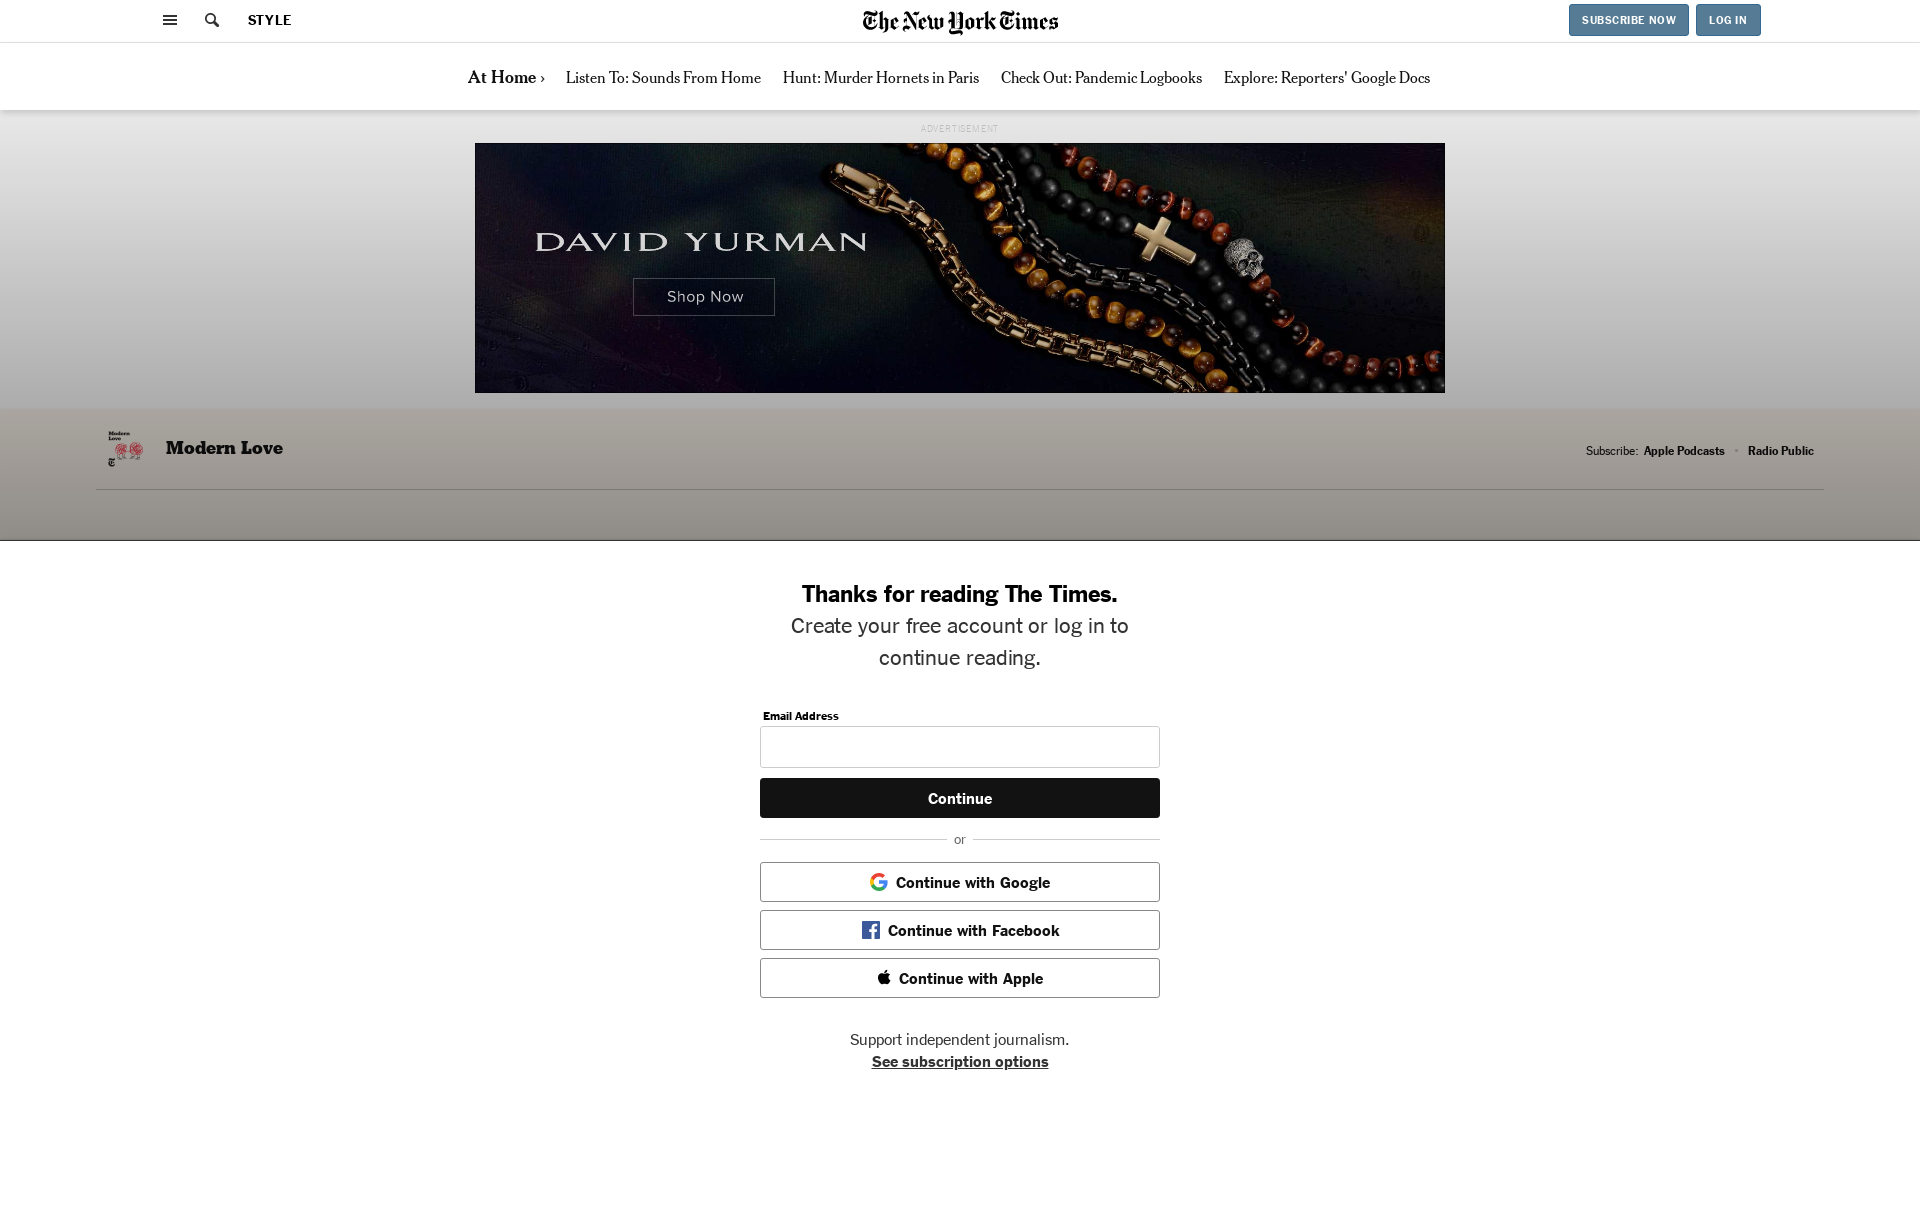 STYLE
The New York Times
SUBSCRIBE NOW
LOG IN
At Home ›
Listen To: Sounds From Home
Hunt: Murder Hornets in Paris
Check Out: Pandemic Logbooks
Explore: Reporters' Google Docs
ADVERTISEMENT
DAVID YURMAN
Shop Now
Modern
Love
T
Modern Love
Subscribe: Apple Podcasts • Radio Public
Thanks for reading The Times.
Create your free account or log in to
continue reading.
Email Address
Continue
or
Continue with Google
Continue with Facebook
Continue with Apple
Support independent journalism.
See subscription options